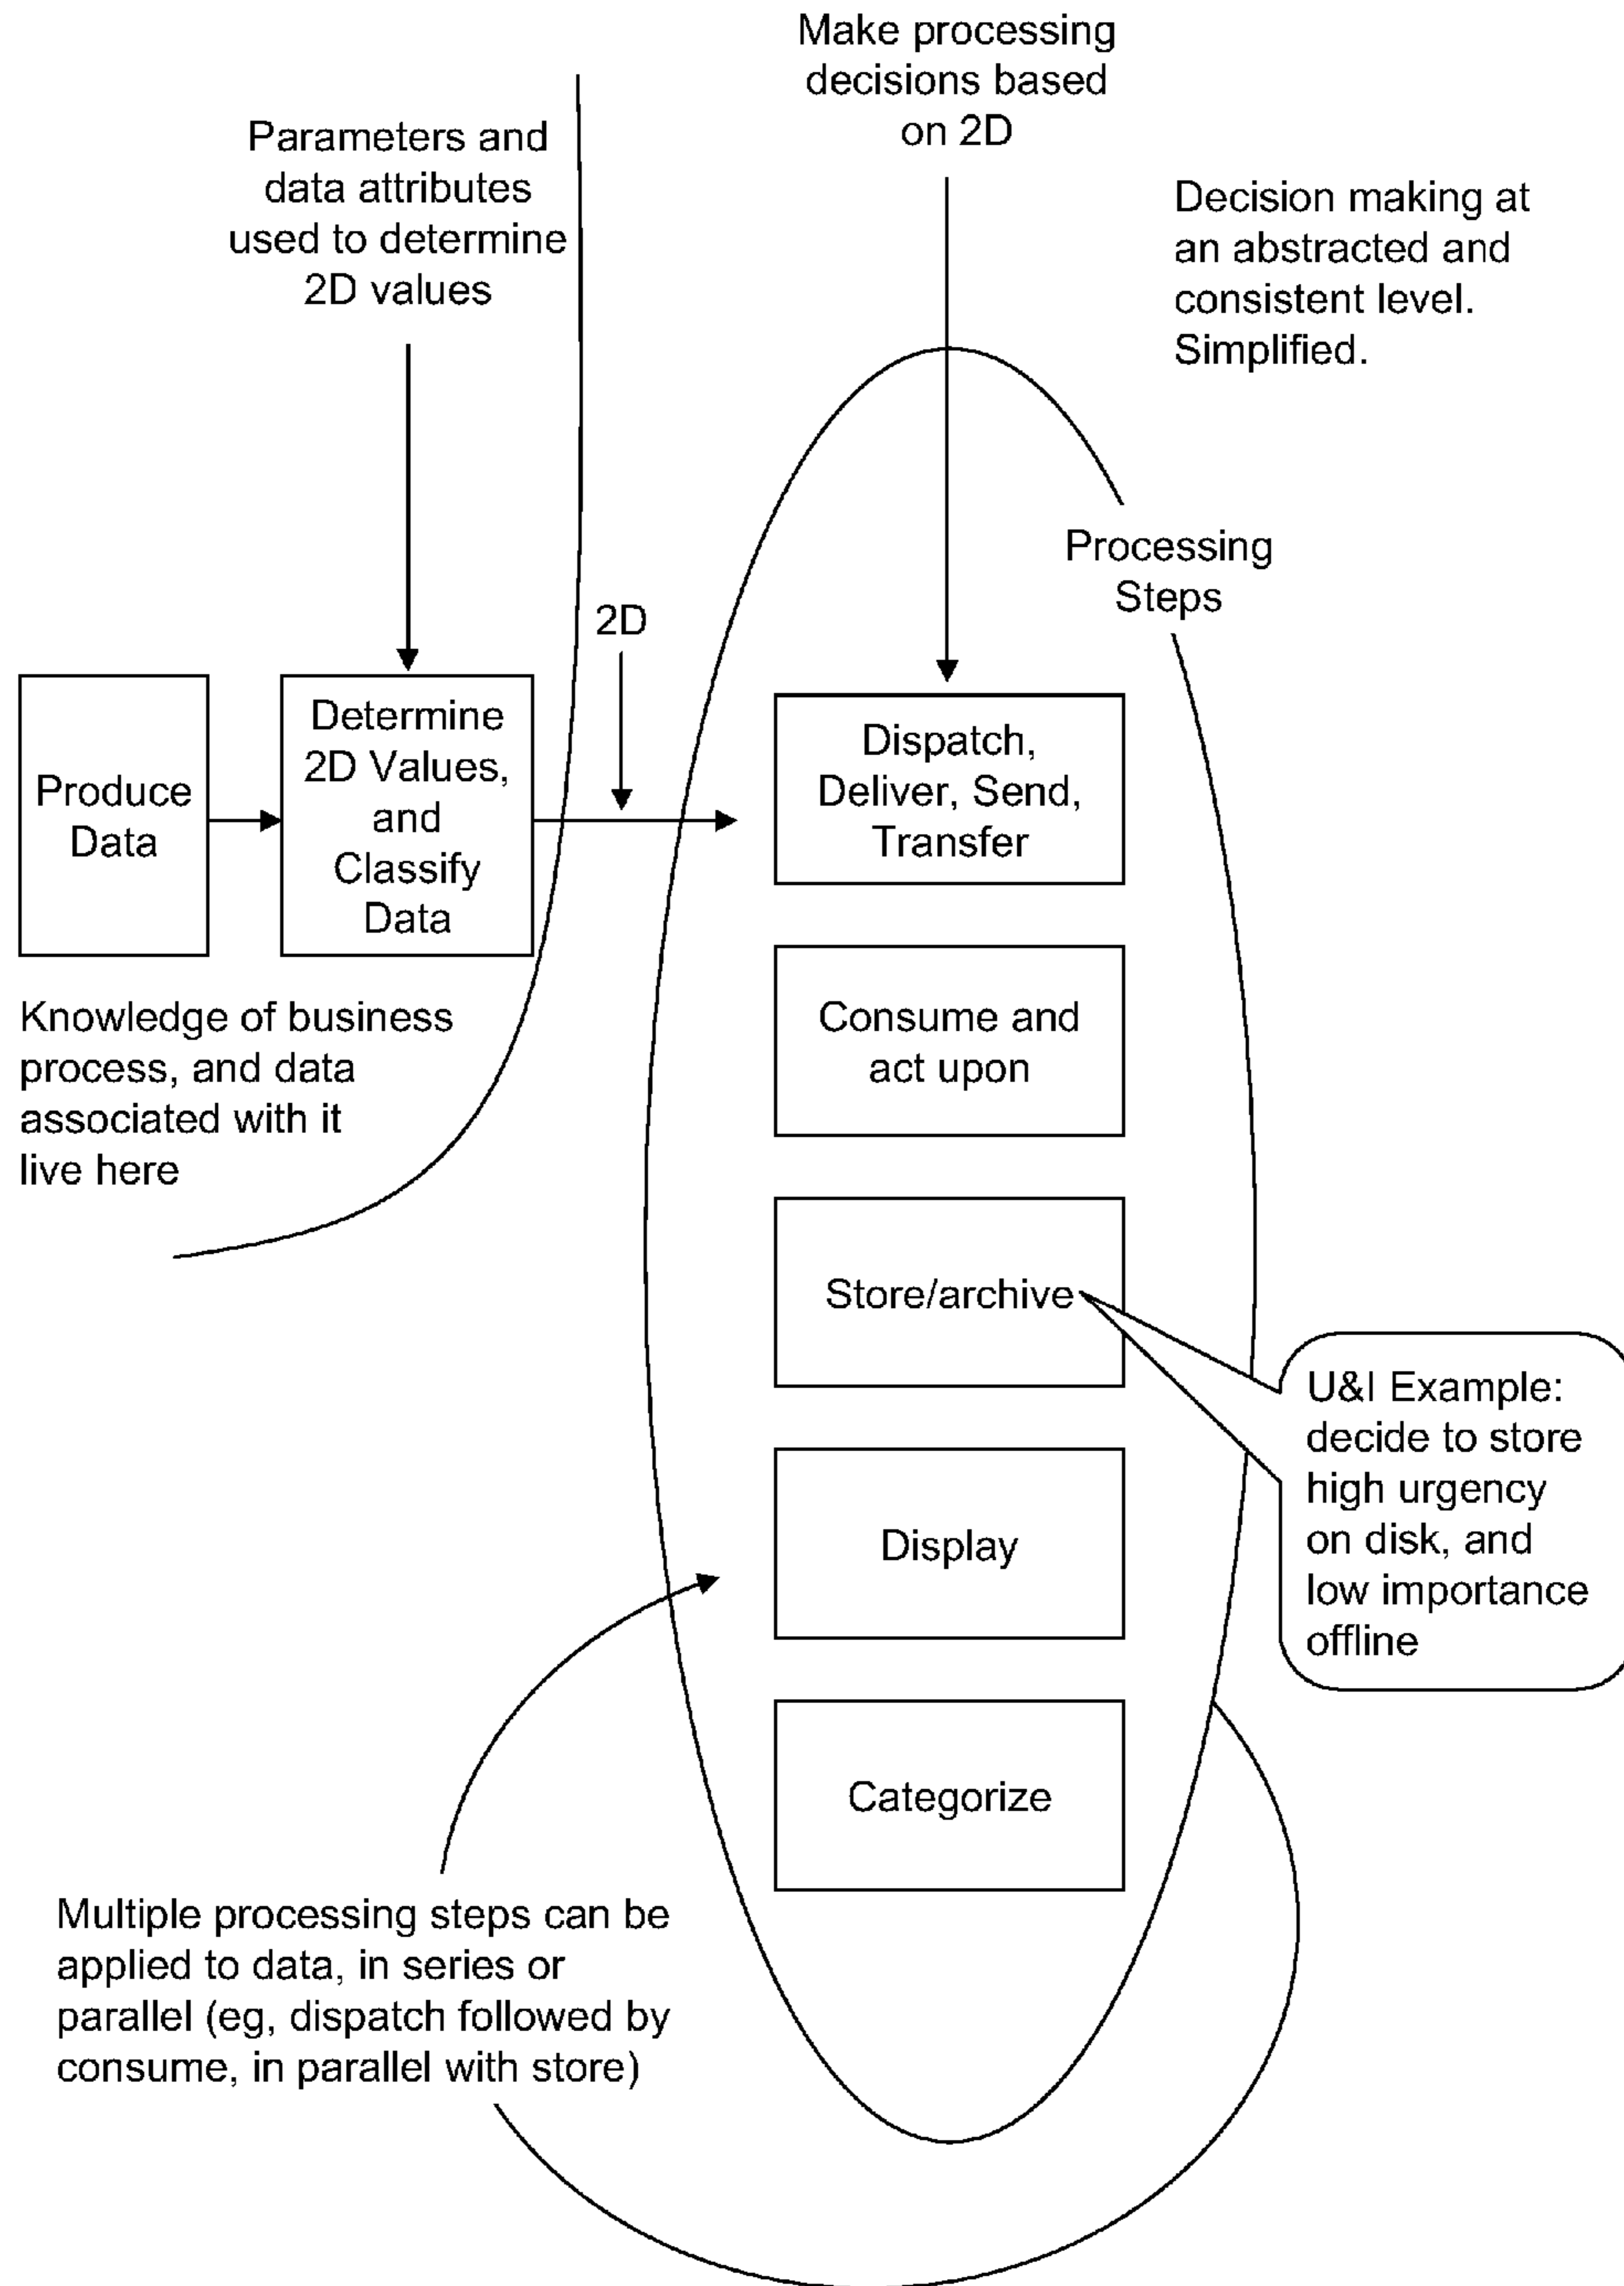 Make processing
decisions based
on 2D
Parameters and
data attributes
used to determine
2D values
Decision making at
an abstracted and
consistent level.
Simplified.
Processing
Steps
2D
Produce
Data
Determine
2D Values,
and
Classify
Data
Dispatch,
Deliver, Send,
Transfer
Knowledge of business
process, and data
associated with it
live here
Consume and
act upon
Store/archive
U&I Example:
decide to store
high urgency
on disk, and
low importance
offline
Display
Categorize
Multiple processing steps can be
applied to data, in series or
parallel (eg, dispatch followed by
consume, in parallel with store)